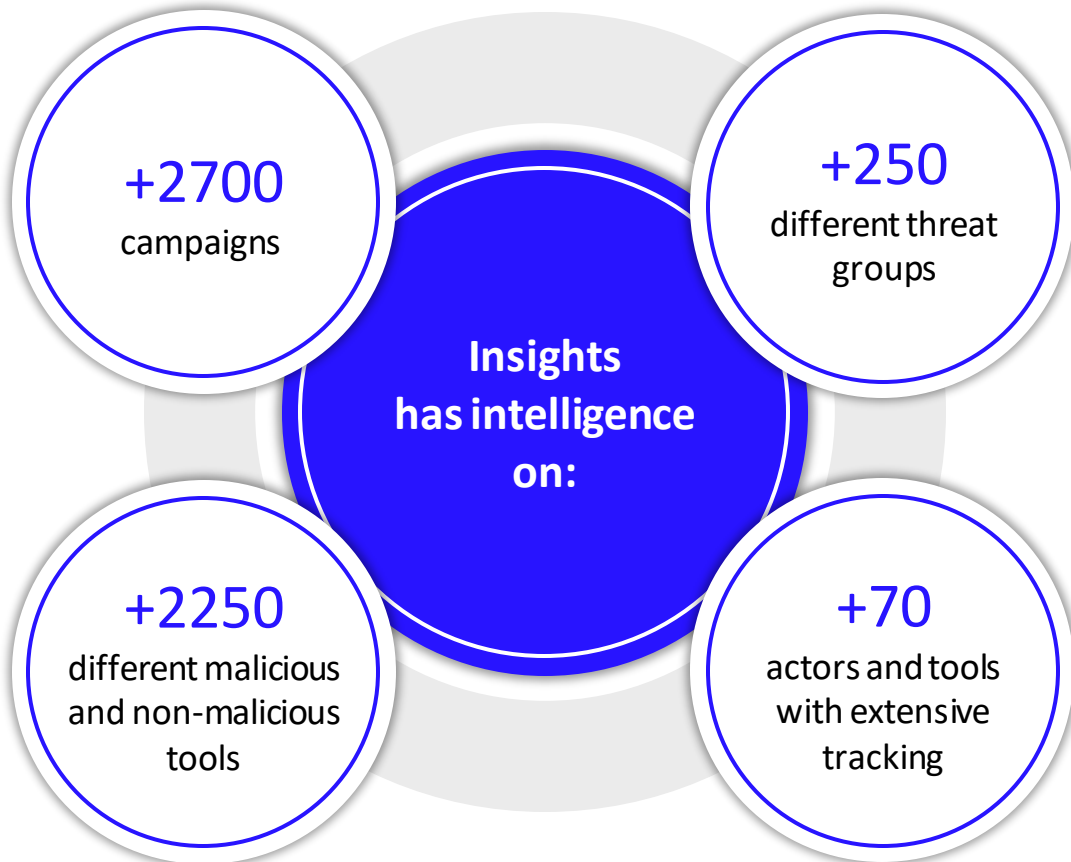 +2700
campaigns
+250
different threat
groups
Insights
has intelligence
on:
+2250
different malicious
and non-malicious
tools
+70
actors and tools
with extensive
tracking